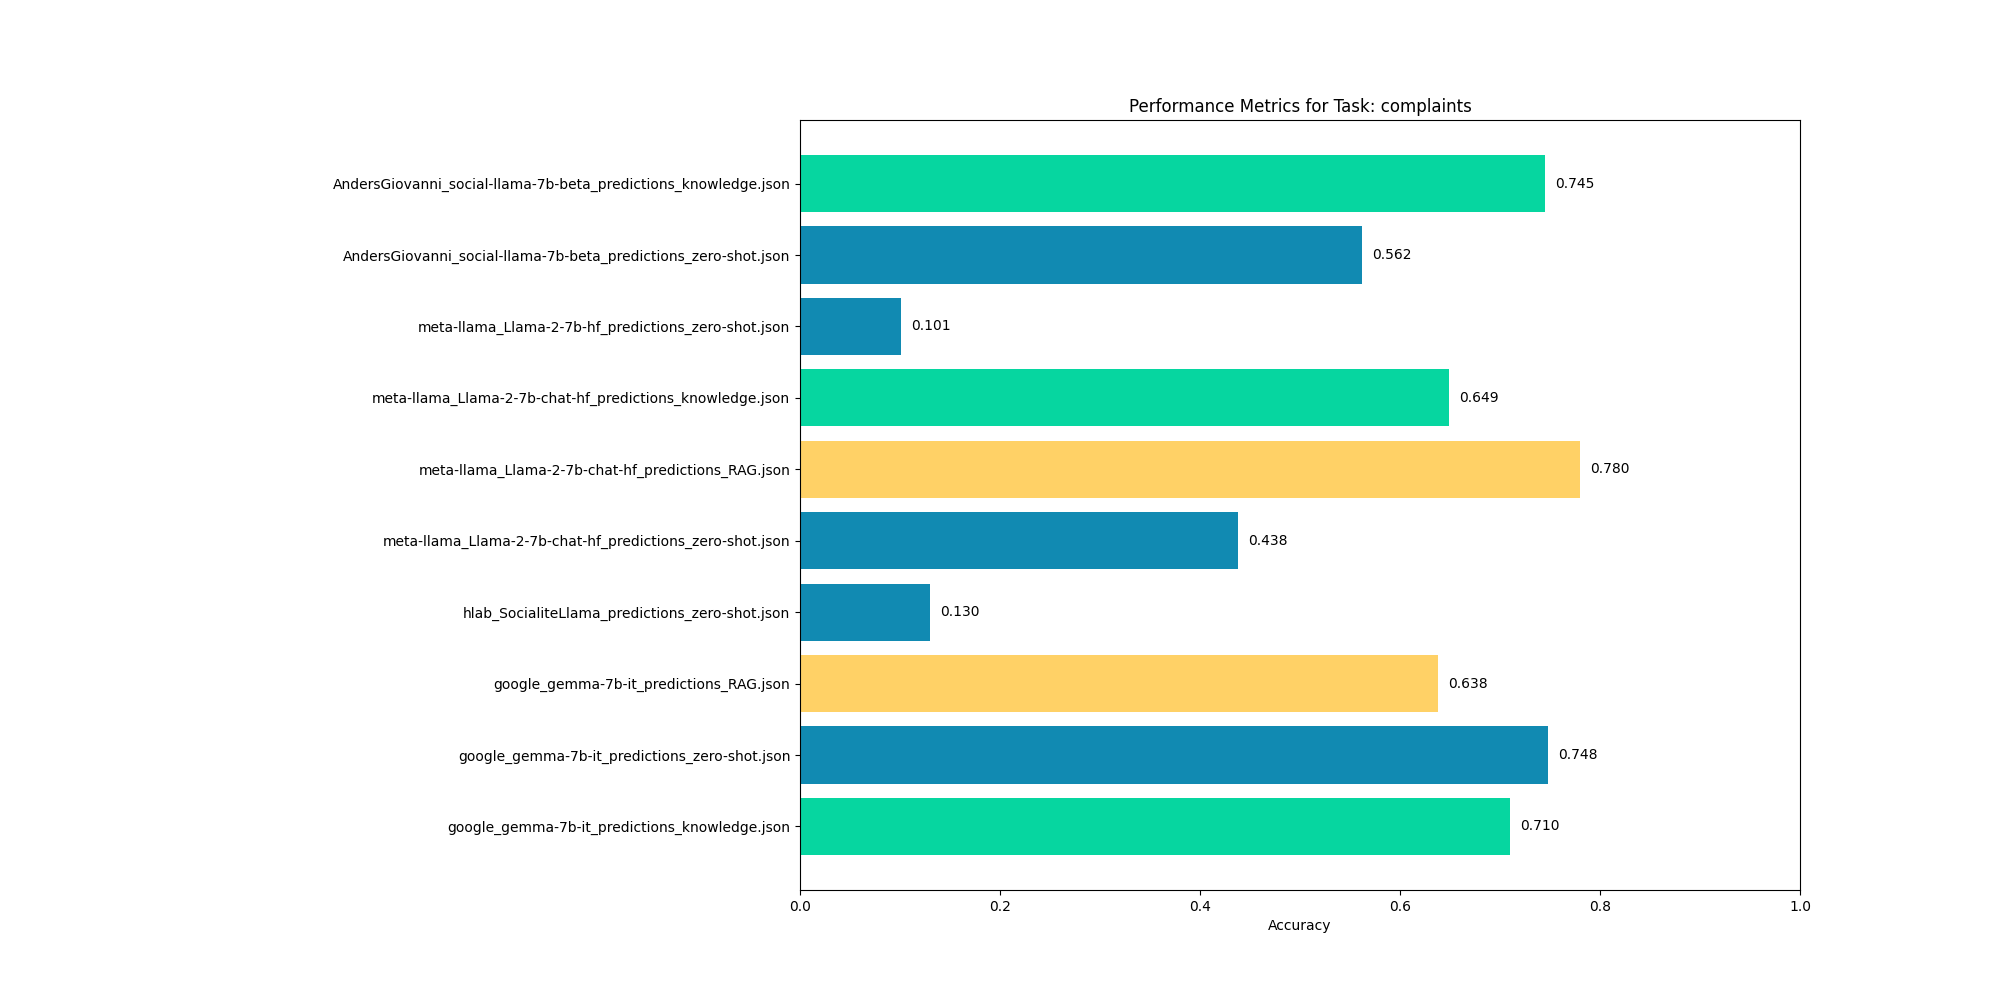 Performance Metrics for Task: complaints
AndersGiovanni_social-llama-7b-beta_predictions_knowledge.json 0.745
AndersGiovanni_social-llama-7b-beta_predictions_zero-shot.json 0.562
meta-llama_Llama-2-7b-hf_predictions_zero-shot.json 0.101
meta-llama_Llama-2-7b-chat-hf_predictions_knowledge.json 0.649
meta-llama_Llama-2-7b-chat-hf_predictions_RAG.json 0.780
meta-llama_Llama-2-7b-chat-hf_predictions_zero-shot.json 0.438
hlab_SocialiteLlama_predictions_zero-shot.json 0.130
google_gemma-7b-it_predictions_RAG.json 0.638
google_gemma-7b-it_predictions_zero-shot.json 0.748
google_gemma-7b-it_predictions_knowledge.json 0.710
0.0 0.2 0.4 0.6 0.8 1.0
Accuracy